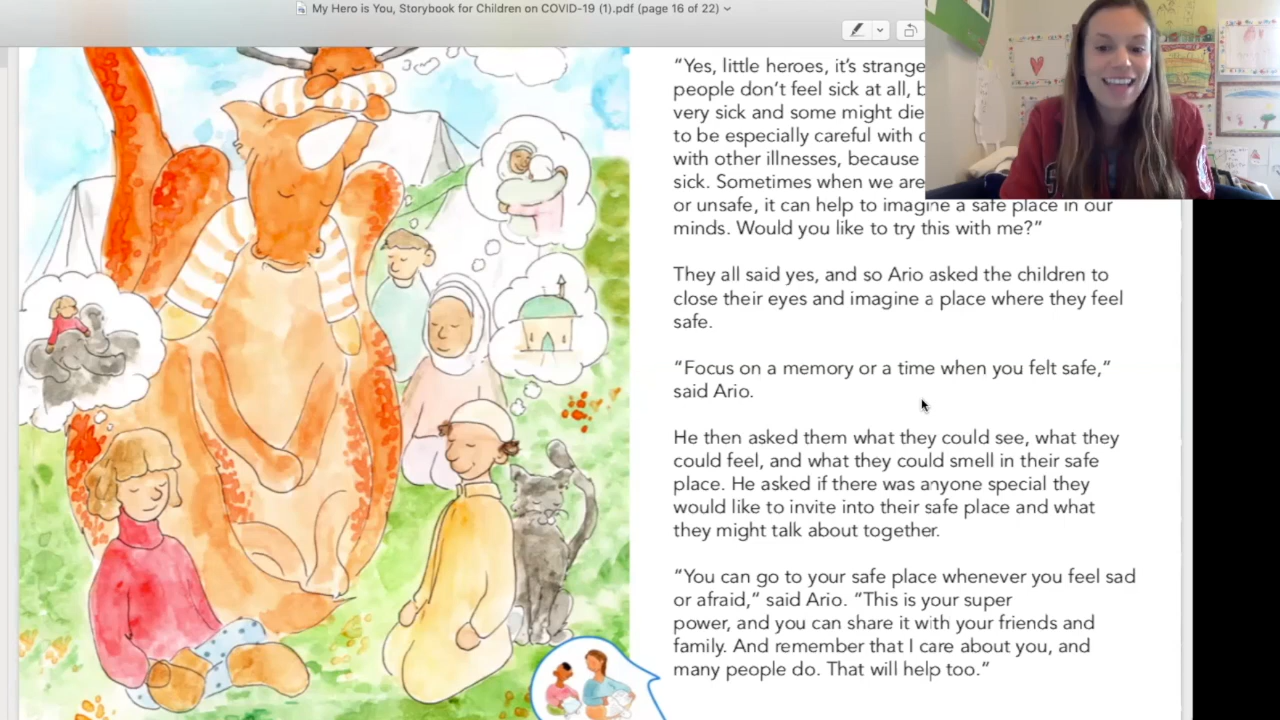 My Hero is You, Storybook for Children on COVID-19 (1).pdf (page 16 of 22)
“Yes, little heroes, it’s strange
people don’t feel sick at all, b
very sick and some might die
to be especially careful with
with other illnesses, because
sick. Sometimes when we are
or unsafe, it can help to imagine a safe place in our
minds. Would you like to try this with me?”
They all said yes, and so Ario asked the children to
close their eyes and imagine a place where they feel
safe.
“Focus on a memory or a time when you felt safe,”
said Ario.
He then asked them what they could see, what they
could feel, and what they could smell in their safe
place. He asked if there was anyone special they
would like to invite into their safe place and what
they might talk about together.
“You can go to your safe place whenever you feel sad
or afraid,” said Ario. “This is your super
power, and you can share it with your friends and
family. And remember that I care about you, and
many people do. That will help too.”